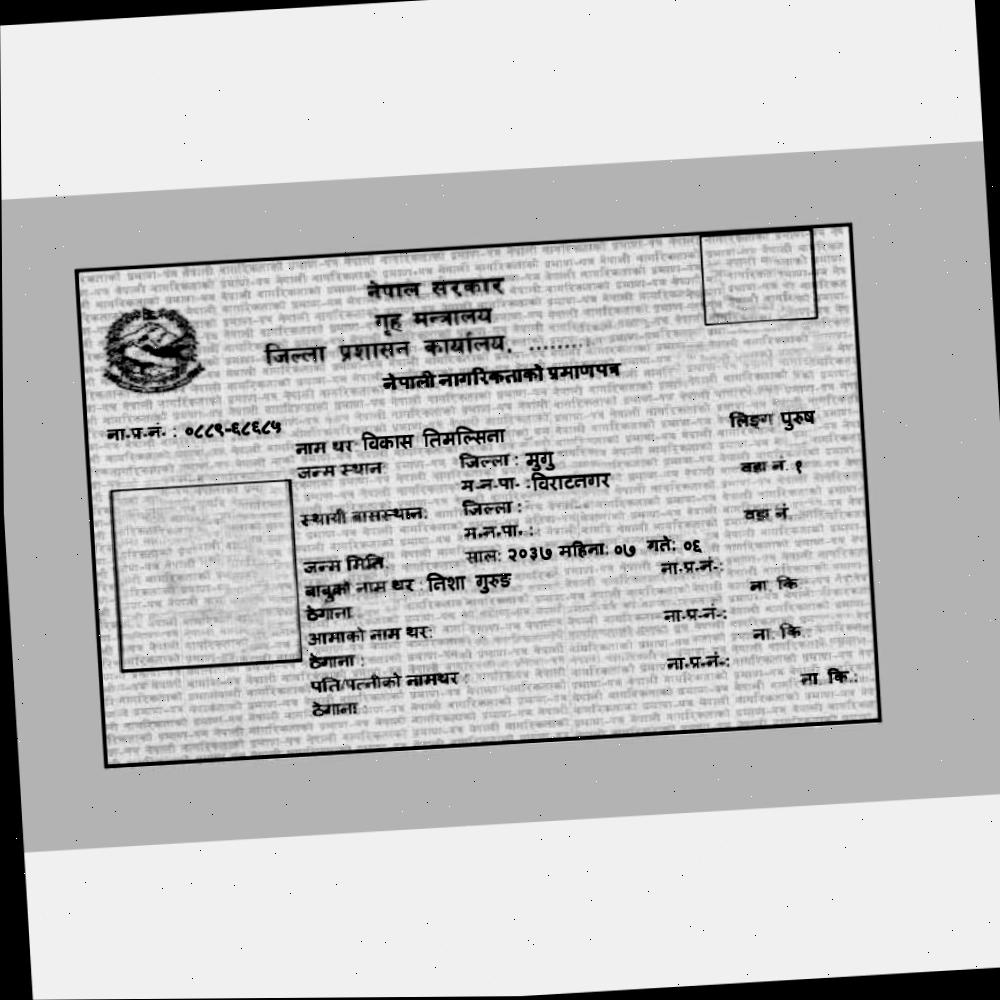 नेपाल सरकार
गृह मन्त्रालय
जिल्ला प्रशासन कार्यालय, ........
नेपाली नागरिकताको प्रमाणपत्र
ना.प्र.नं. : ०८८९-६८६८५
लिङ्ग पुरुष
नाम थर विकास तिमल्सिना
जन्म स्थान जिल्ला : मुगु
म.न.पा. :विराटनगर वडा नं. १
स्थायी बासस्थान: जिल्ला :
म.न.पा. : वडा नं.
जन्म मिति साल: २०३७ महिना: ०७ गते: ०६
बाबुको नाम थर : तिशा गुरुङ ना.प्र.नं.:
ठेगाना ना. कि
आमाको नाम थर: ना.प्र.नं.:
ठेगाना : ना. कि
पति/पत्नीको नामथर : ना.प्र.नं.:
ठेगाना : ना. कि.: